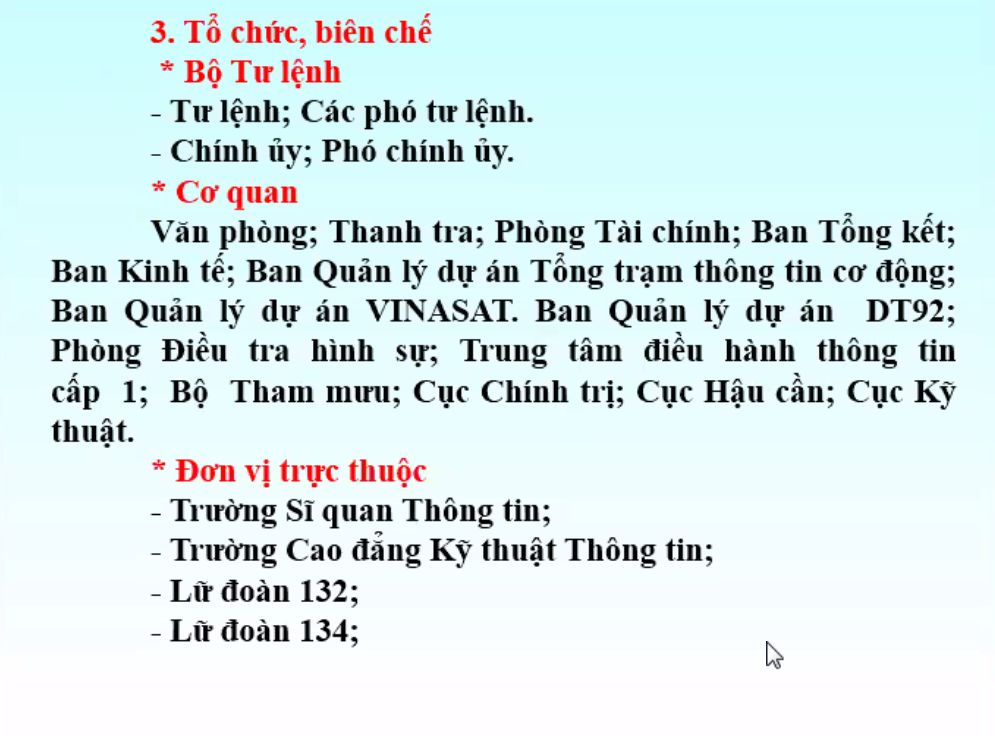 3. Tổ chức, biên chế
* Bộ Tư lệnh
- Tư lệnh; Các phó tư lệnh.
- Chính ủy; Phó chính ủy.
* Cơ quan
Văn phòng; Thanh tra; Phòng Tài chính; Ban Tổng kết;
Ban Kinh tế; Ban Quản lý dự án Tổng trạm thông tin cơ động;
Ban Quản lý dự án VINASAT. Ban Quản lý dự án DT92;
Phòng Điều tra hình sự; Trung tâm điều hành thông tin
cấp 1; Bộ Tham mưu; Cục Chính trị; Cục Hậu cần; Cục Kỹ
thuật.
* Đơn vị trực thuộc
- Trường Sĩ quan Thông tin;
- Trường Cao đẳng Kỹ thuật Thông tin;
- Lữ đoàn 132;
- Lữ đoàn 134;